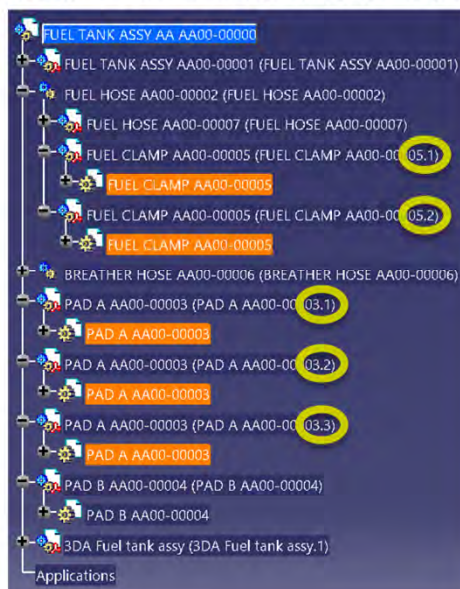 FUEL TANK ASSY AA AA00-00000
FUEL TANK ASSY AA00-00001 (FUEL TANK ASSY AA00-00001)
FUEL HOSE AA00-00002 (FUEL HOSE AA00-00002)
FUEL HOSE AA00-00007 (FUEL HOSE AA00-00007)
FUEL CLAMP AA00-00005 (FUEL CLAMP AA00-00005.1)
FUEL CLAMP AA00-00005
FUEL CLAMP AA00-00005 (FUEL CLAMP AA00-00005.2)
FUEL CLAMP AA00-00005
BREATHER HOSE AA00-00006 (BREATHER HOSE AA00-00006)
PAD A AA00-00003 (PAD A AA00-00003.1)
PAD A AA00-00003
PAD A AA00-00003 (PAD A AA00-00003.2)
PAD A AA00-00003
PAD A AA00-00003 (PAD A AA00-00003.3)
PAD A AA00-00003
PAD B AA00-00004 (PAD B AA00-00004)
PAD B AA00-00004
3DA Fuel tank assy (3DA Fuel tank assy.1)
Applications